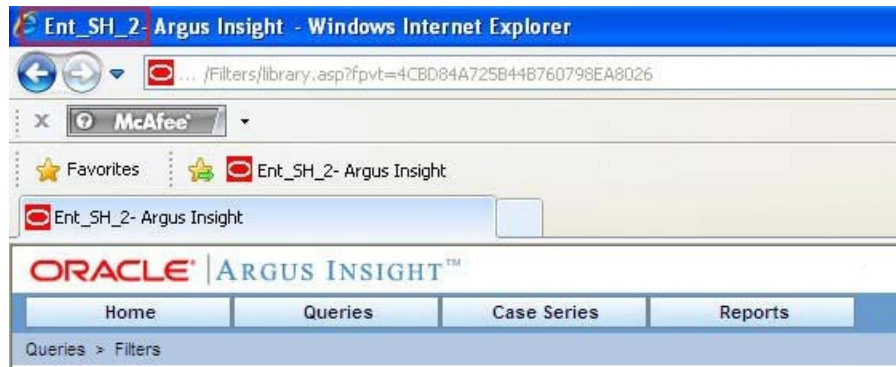 Ent_SH_2- Argus Insight - Windows Internet Explorer
... /Filters/library.asp?fpvt=4CBD84A725B44B760798EA8026
X McAfee
Favorites Ent_SH_2- Argus Insight
Ent_SH_2- Argus Insight
ORACLE | ARGUS INSIGHT™
Home Queries Case Series Reports
Queries > Filters